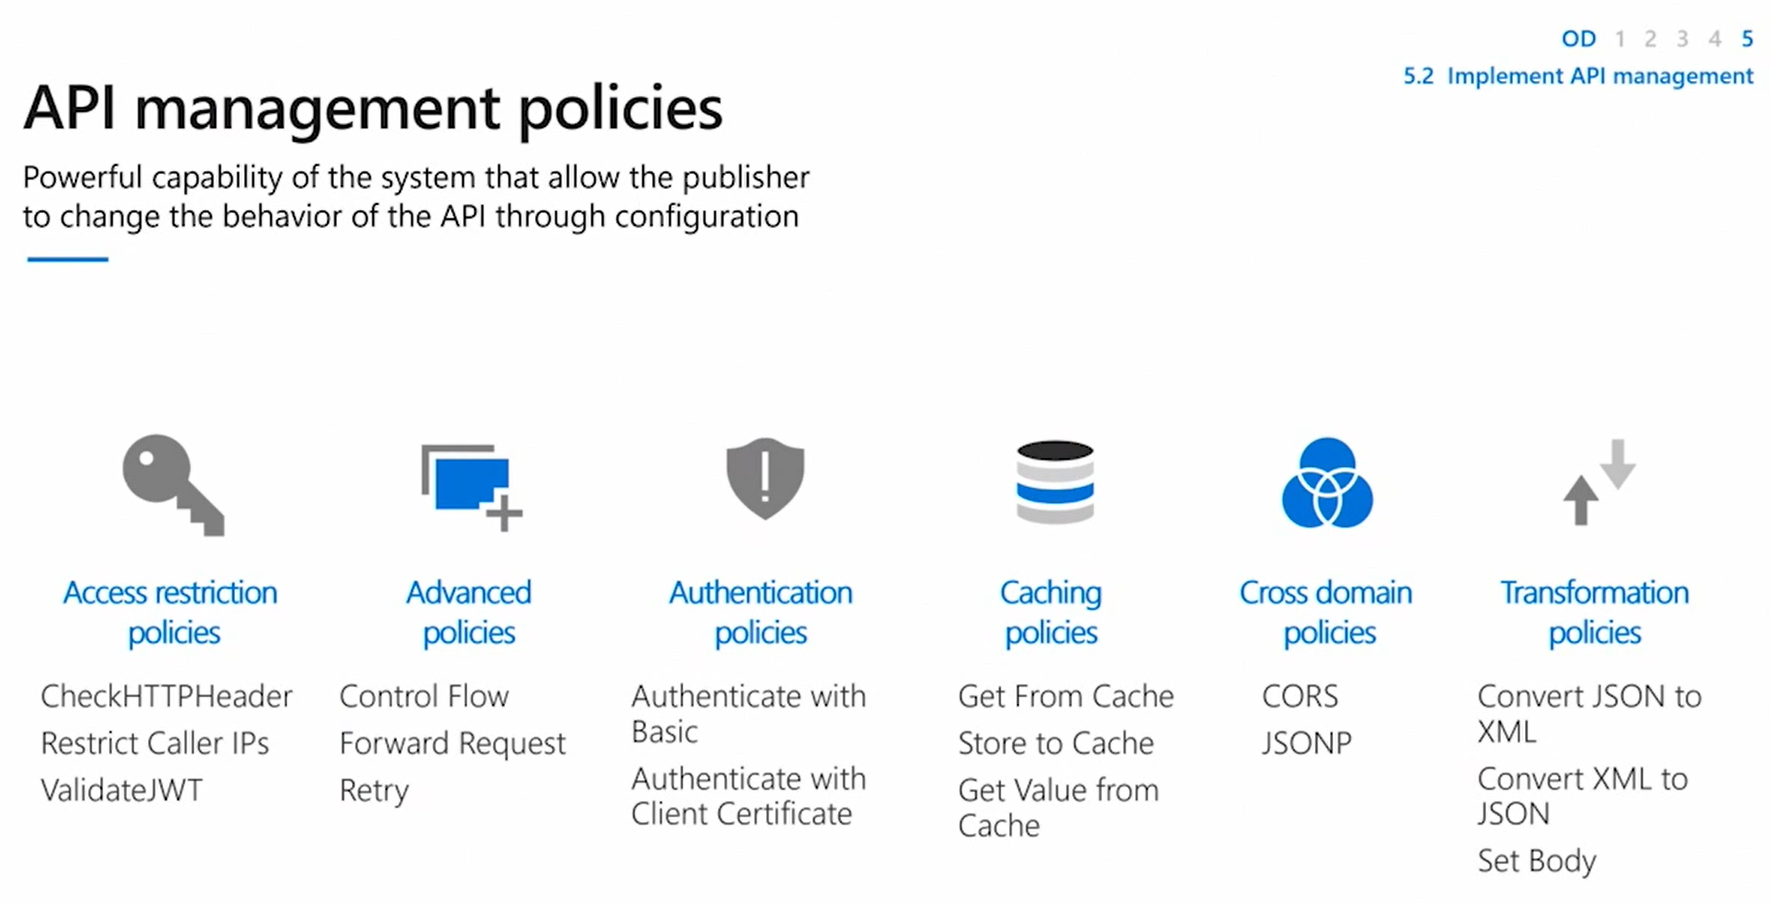 OD 1 2 3 4 5
5.2 Implement API management
API management policies
Powerful capability of the system that allow the publisher
to change the behavior of the API through configuration
Access restriction
policies
CheckHTTPHeader
Restrict Caller IPs
ValidateJWT
Advanced
policies
Control Flow
Forward Request
Retry
Authentication
policies
Authenticate with
Basic
Authenticate with
Client Certificate
Caching
policies
Get From Cache
Store to Cache
Get Value from
Cache
Cross domain
policies
CORS
JSONP
Transformation
policies
Convert JSON to
XML
Convert XML to
JSON
Set Body